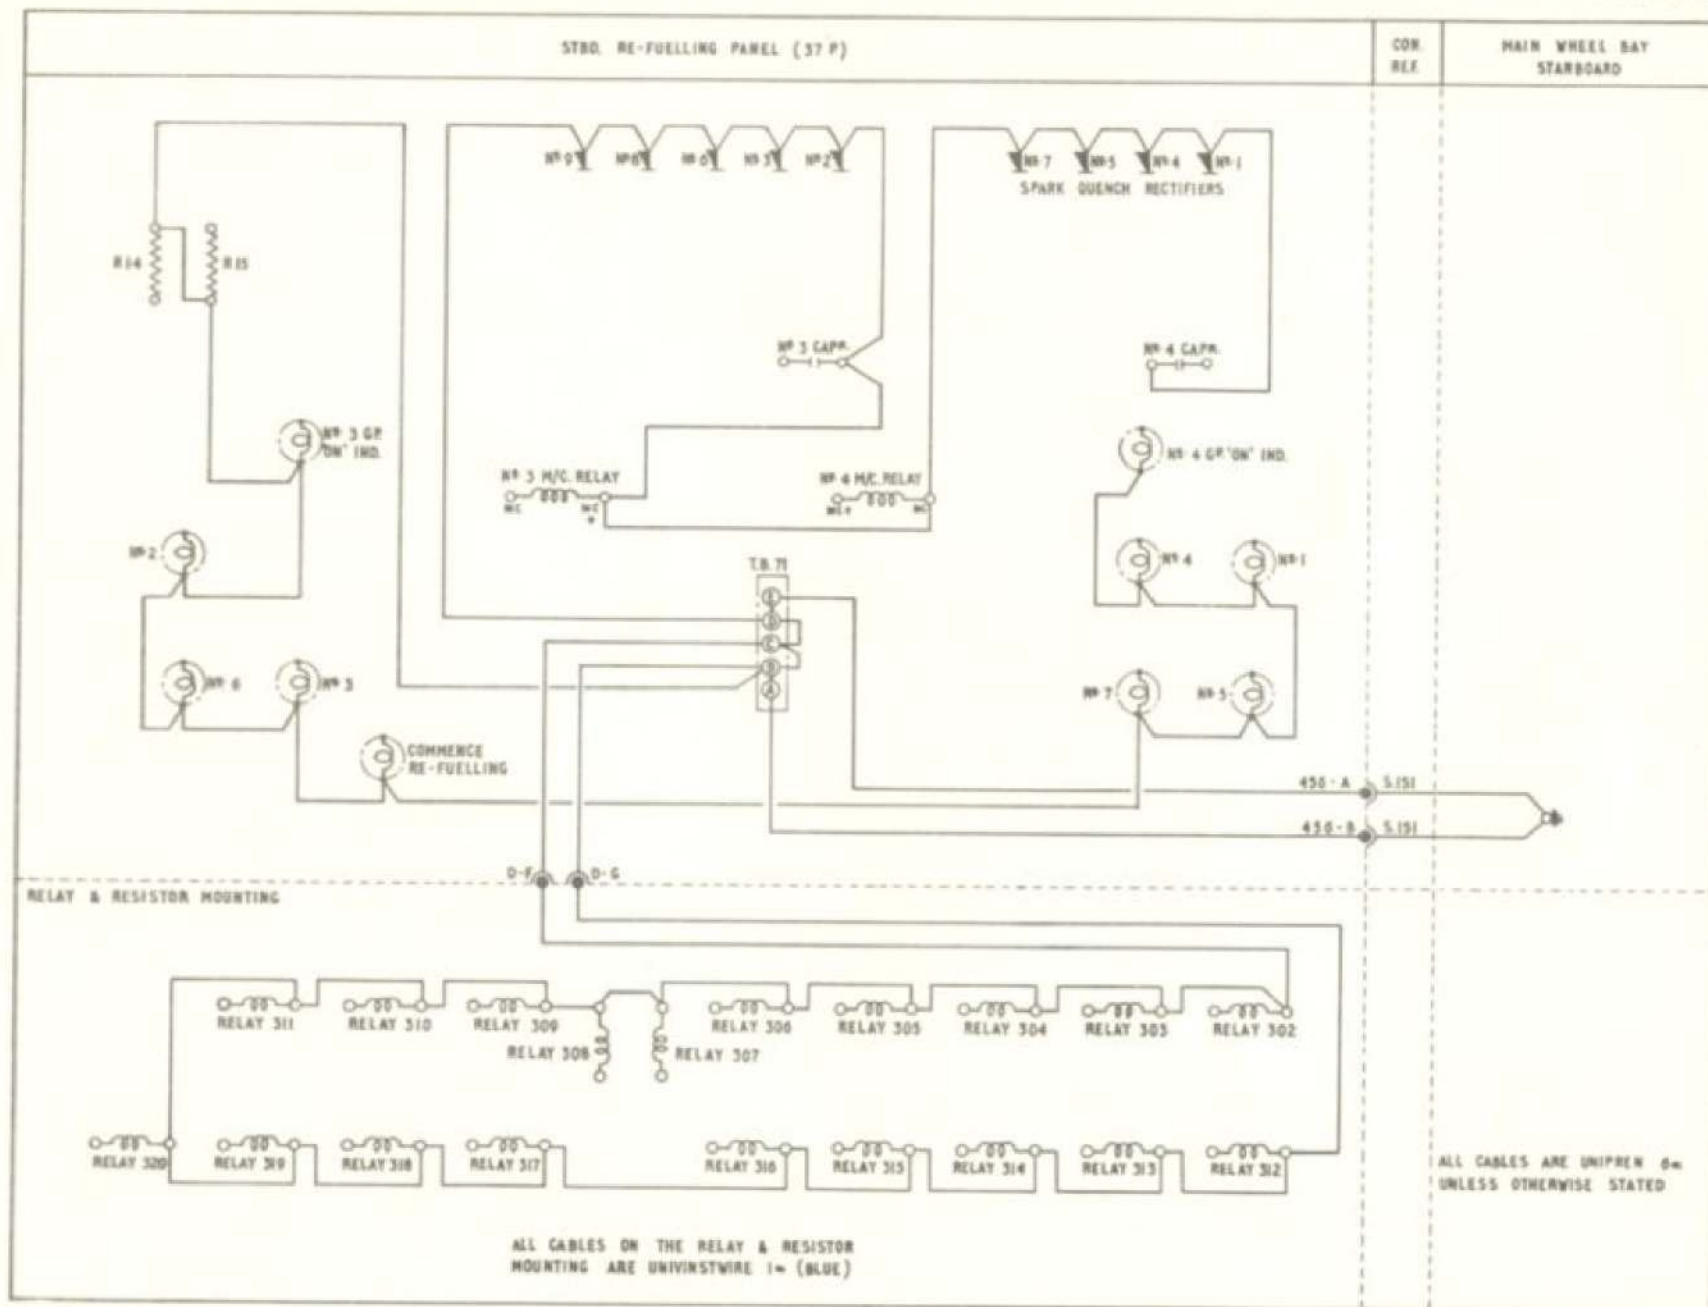 STBD. RE-FUELLING PANEL (37 P)
CON.
REF.
MAIN WHEEL BAY
STARBOARD
Nº·9
Nº·8
Nº·6
Nº·3
Nº·2
Nº·7
Nº·5
Nº·4
Nº·1
SPARK QUENCH RECTIFIERS
R14
R15
Nº 3 CAPR.
Nº 4 CAPR.
Nº 3 GP.
'ON' IND.
Nº 4 GP. 'ON' IND.
Nº 3 M/C. RELAY
Nº 4 M/C. RELAY
Nº·2
T.B. 71
Nº·4
Nº·1
E
D
C
B
A
Nº·6
Nº·3
Nº·7
Nº·5
COMMENCE
RE-FUELLING
456-A
S.151
456-B
S.151
D-F
D-G
RELAY & RESISTOR MOUNTING
RELAY 311
RELAY 310
RELAY 309
RELAY 308
RELAY 307
RELAY 306
RELAY 305
RELAY 304
RELAY 303
RELAY 302
RELAY 320
RELAY 319
RELAY 318
RELAY 317
RELAY 316
RELAY 315
RELAY 314
RELAY 313
RELAY 312
ALL CABLES ARE UNIPREN
UNLESS OTHERWISE STATED
ALL CABLES ON THE RELAY & RESISTOR
MOUNTING ARE UNIVINSTWIRE (BLUE)